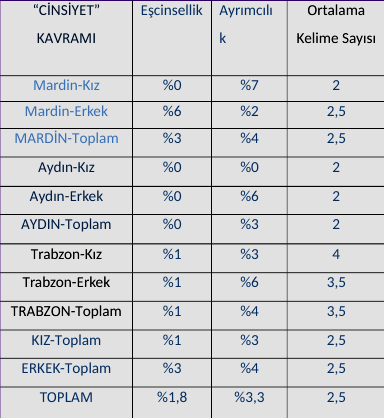 “CİNSİYET” KAVRAMI Eşcinsellik Ayrımcılık Ortalama Kelime Sayısı
Mardin-Kız %0 %7 2
Mardin-Erkek %6 %2 2,5
MARDİN-Toplam %3 %4 2,5
Aydın-Kız %0 %0 2
Aydın-Erkek %0 %6 2
AYDIN-Toplam %0 %3 2
Trabzon-Kız %1 %3 4
Trabzon-Erkek %1 %6 3,5
TRABZON-Toplam %1 %4 3,5
KIZ-Toplam %1 %3 2,5
ERKEK-Toplam %3 %4 2,5
TOPLAM %1,8 %3,3 2,5